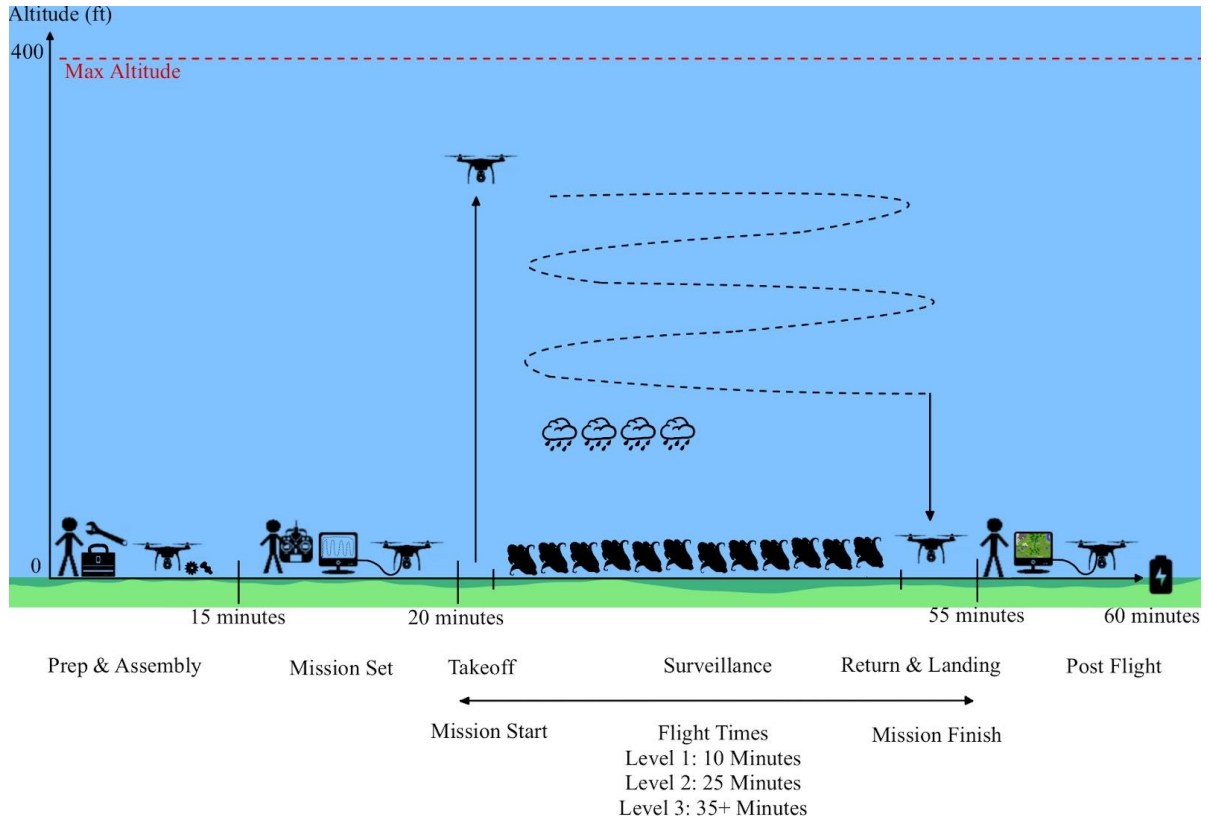 Altitude (ft)
400
Max Altitude
0
15 minutes
20 minutes
55 minutes
60 minutes
Prep & Assembly
Mission Set
Takeoff
Surveillance
Return & Landing
Post Flight
Mission Start
Flight Times
Mission Finish
Level 1: 10 Minutes
Level 2: 25 Minutes
Level 3: 35+ Minutes